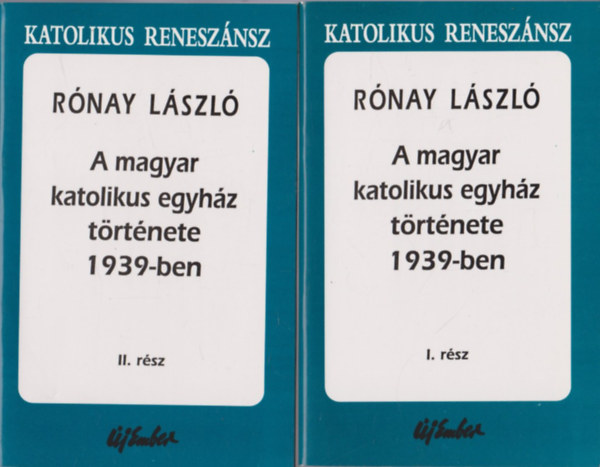 KATOLIKUS RENESZÁNSZ
RÓNAY LÁSZLÓ
A magyar
katolikus egyház
története
1939-ben
II. rész
Új Ember
KATOLIKUS RENESZÁNSZ
RÓNAY LÁSZLÓ
A magyar
katolikus egyház
története
1939-ben
I. rész
Új Ember